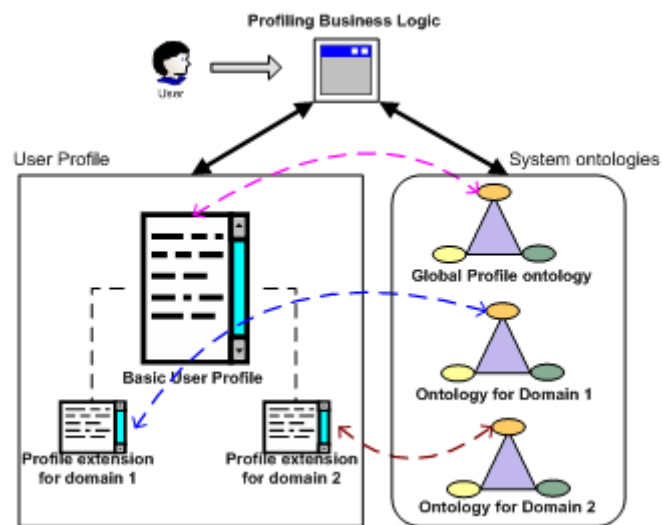 Profiling Business Logic
User
User Profile
System ontologies
Global Profile ontology
Basic User Profile
Ontology for Domain 1
Profile extension
for domain 1
Profile extension
for domain 2
Ontology for Domain 2